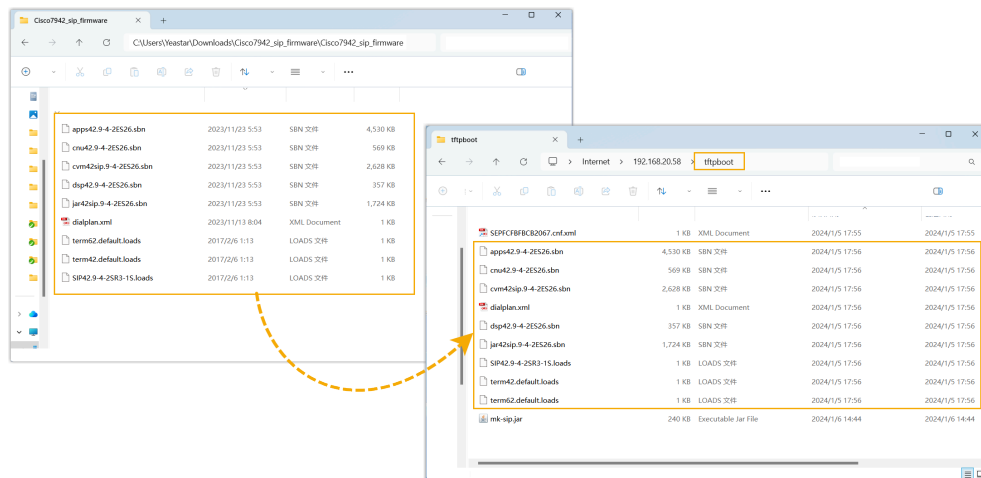 Cisco7942_sip_firmware
C:\Users\Yeastar\Downloads\Cisco7942_sip_firmware\Cisco7942_sip_firmware
apps42.9-4-2ES26.sbn 2023/11/23 5:53 SBN 文件 4,530 KB
cnu42.9-4-2ES26.sbn 2023/11/23 5:53 SBN 文件 569 KB
cvm42sip.9-4-2ES26.sbn 2023/11/23 5:53 SBN 文件 2,628 KB
dsp42.9-4-2ES26.sbn 2023/11/23 5:53 SBN 文件 357 KB
jar42sip.9-4-2ES26.sbn 2023/11/23 5:53 SBN 文件 1,724 KB
dialplan.xml 2023/11/13 8:04 XML Document 1 KB
term62.default.loads 2017/2/6 1:13 LOADS 文件 1 KB
term42.default.loads 2017/2/6 1:13 LOADS 文件 1 KB
SIP42.9-4-2SR3-1S.loads 2017/2/6 1:13 LOADS 文件 1 KB
tftpboot
Internet > 192.168.20.58 > tftpboot
SEPFCFBFBCB2067.cnf.xml 1 KB XML Document 2024/1/5 17:55 2024/1/5 17:55
apps42.9-4-2ES26.sbn 4,530 KB SBN 文件 2024/1/5 17:56 2024/1/5 17:56
cnu42.9-4-2ES26.sbn 569 KB SBN 文件 2024/1/5 17:56 2024/1/5 17:56
cvm42sip.9-4-2ES26.sbn 2,628 KB SBN 文件 2024/1/5 17:56 2024/1/5 17:56
dialplan.xml 1 KB XML Document 2024/1/5 17:56 2024/1/5 17:56
dsp42.9-4-2ES26.sbn 357 KB SBN 文件 2024/1/5 17:56 2024/1/5 17:56
jar42sip.9-4-2ES26.sbn 1,724 KB SBN 文件 2024/1/5 17:56 2024/1/5 17:56
SIP42.9-4-2SR3-1S.loads 1 KB LOADS 文件 2024/1/5 17:56 2024/1/5 17:56
term42.default.loads 1 KB LOADS 文件 2024/1/5 17:56 2024/1/5 17:56
term62.default.loads 1 KB LOADS 文件 2024/1/5 17:56 2024/1/5 17:56
mk-sip.jar 240 KB Executable Jar File 2024/1/6 14:44 2024/1/6 14:44